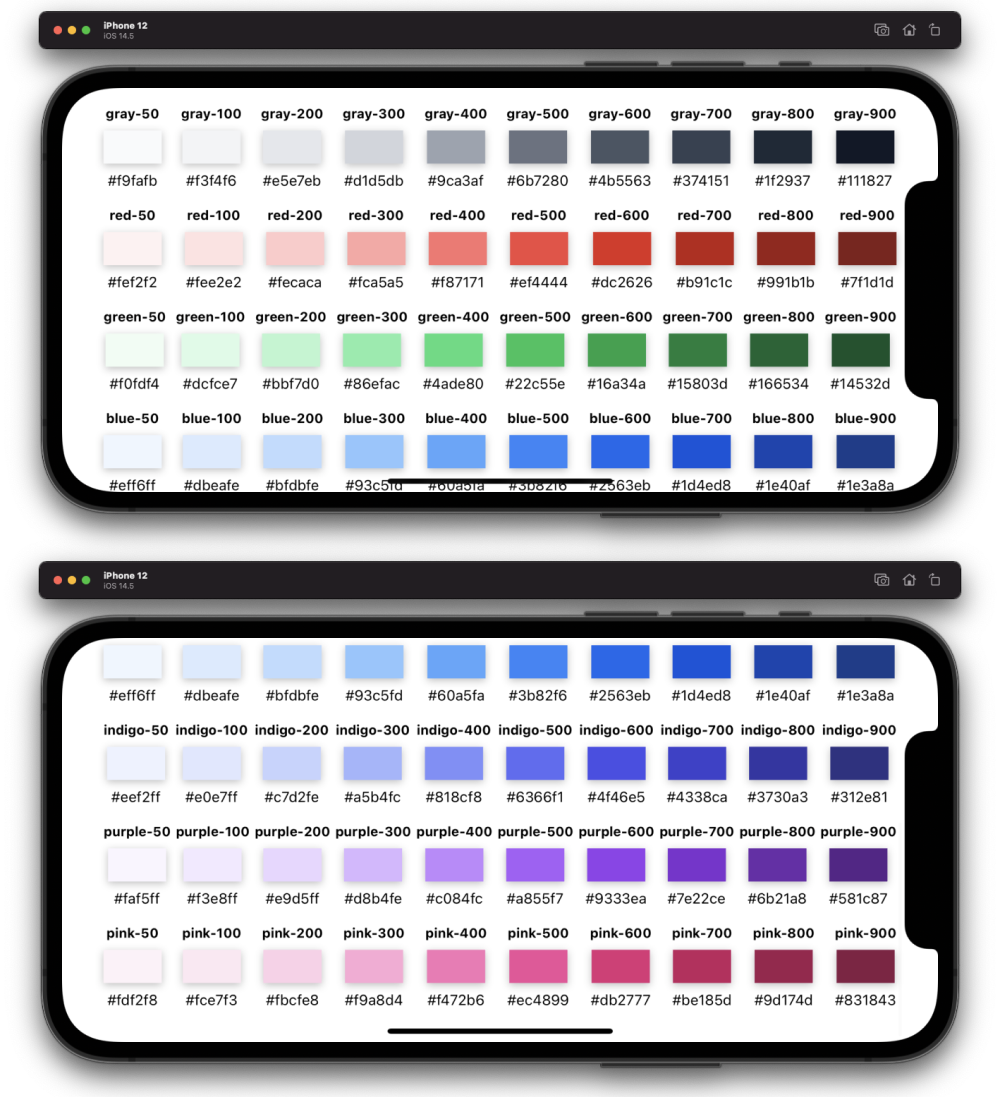 iPhone 12
iOS 14.5
gray-50 gray-100 gray-200 gray-300 gray-400 gray-500 gray-600 gray-700 gray-800 gray-900
#f9fafb #f3f4f6 #e5e7eb #d1d5db #9ca3af #6b7280 #4b5563 #374151 #1f2937 #111827
red-50 red-100 red-200 red-300 red-400 red-500 red-600 red-700 red-800 red-900
#fef2f2 #fee2e2 #fecaca #fca5a5 #f87171 #ef4444 #dc2626 #b91c1c #991b1b #7f1d1d
green-50 green-100 green-200 green-300 green-400 green-500 green-600 green-700 green-800 green-900
#f0fdf4 #dcfce7 #bbf7d0 #86efac #4ade80 #22c55e #16a34a #15803d #166534 #14532d
blue-50 blue-100 blue-200 blue-300 blue-400 blue-500 blue-600 blue-700 blue-800 blue-900
#eff6ff #dbeafe #bfdbfe #93c5fd #60a5fa #3b82f6 #2563eb #1d4ed8 #1e40af #1e3a8a
iPhone 12
iOS 14.5
#eff6ff #dbeafe #bfdbfe #93c5fd #60a5fa #3b82f6 #2563eb #1d4ed8 #1e40af #1e3a8a
indigo-50 indigo-100 indigo-200 indigo-300 indigo-400 indigo-500 indigo-600 indigo-700 indigo-800 indigo-900
#eef2ff #e0e7ff #c7d2fe #a5b4fc #818cf8 #6366f1 #4f46e5 #4338ca #3730a3 #312e81
purple-50 purple-100 purple-200 purple-300 purple-400 purple-500 purple-600 purple-700 purple-800 purple-900
#faf5ff #f3e8ff #e9d5ff #d8b4fe #c084fc #a855f7 #9333ea #7e22ce #6b21a8 #581c87
pink-50 pink-100 pink-200 pink-300 pink-400 pink-500 pink-600 pink-700 pink-800 pink-900
#fdf2f8 #fce7f3 #fbcfe8 #f9a8d4 #f472b6 #ec4899 #db2777 #be185d #9d174d #831843